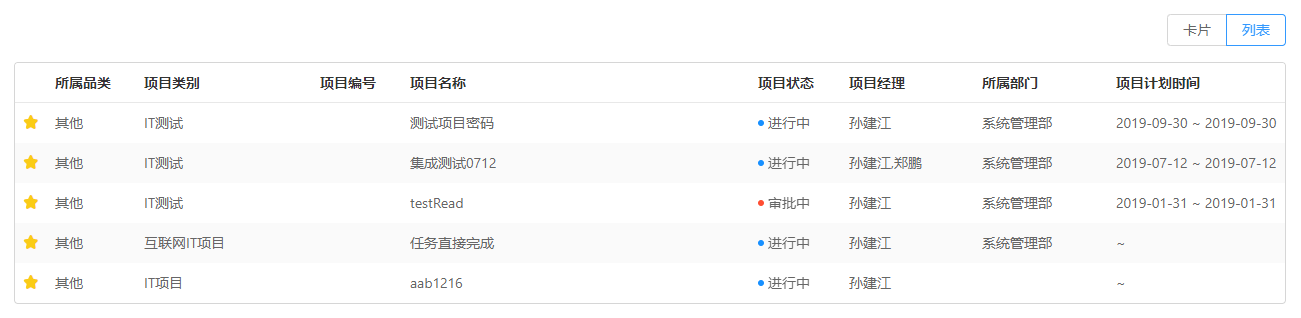 卡片 列表
所属品类 项目类别 项目编号 项目名称 项目状态 项目经理 所属部门 项目计划时间
其他 IT测试 测试项目密码 进行中 孙建江 系统管理部 2019-09-30 ~ 2019-09-30
其他 IT测试 集成测试0712 进行中 孙建江,郑鹏 系统管理部 2019-07-12 ~ 2019-07-12
其他 IT测试 testRead 审批中 孙建江 系统管理部 2019-01-31 ~ 2019-01-31
其他 互联网IT项目 任务直接完成 进行中 孙建江 系统管理部 ~
其他 IT项目 aab1216 进行中 孙建江 ~